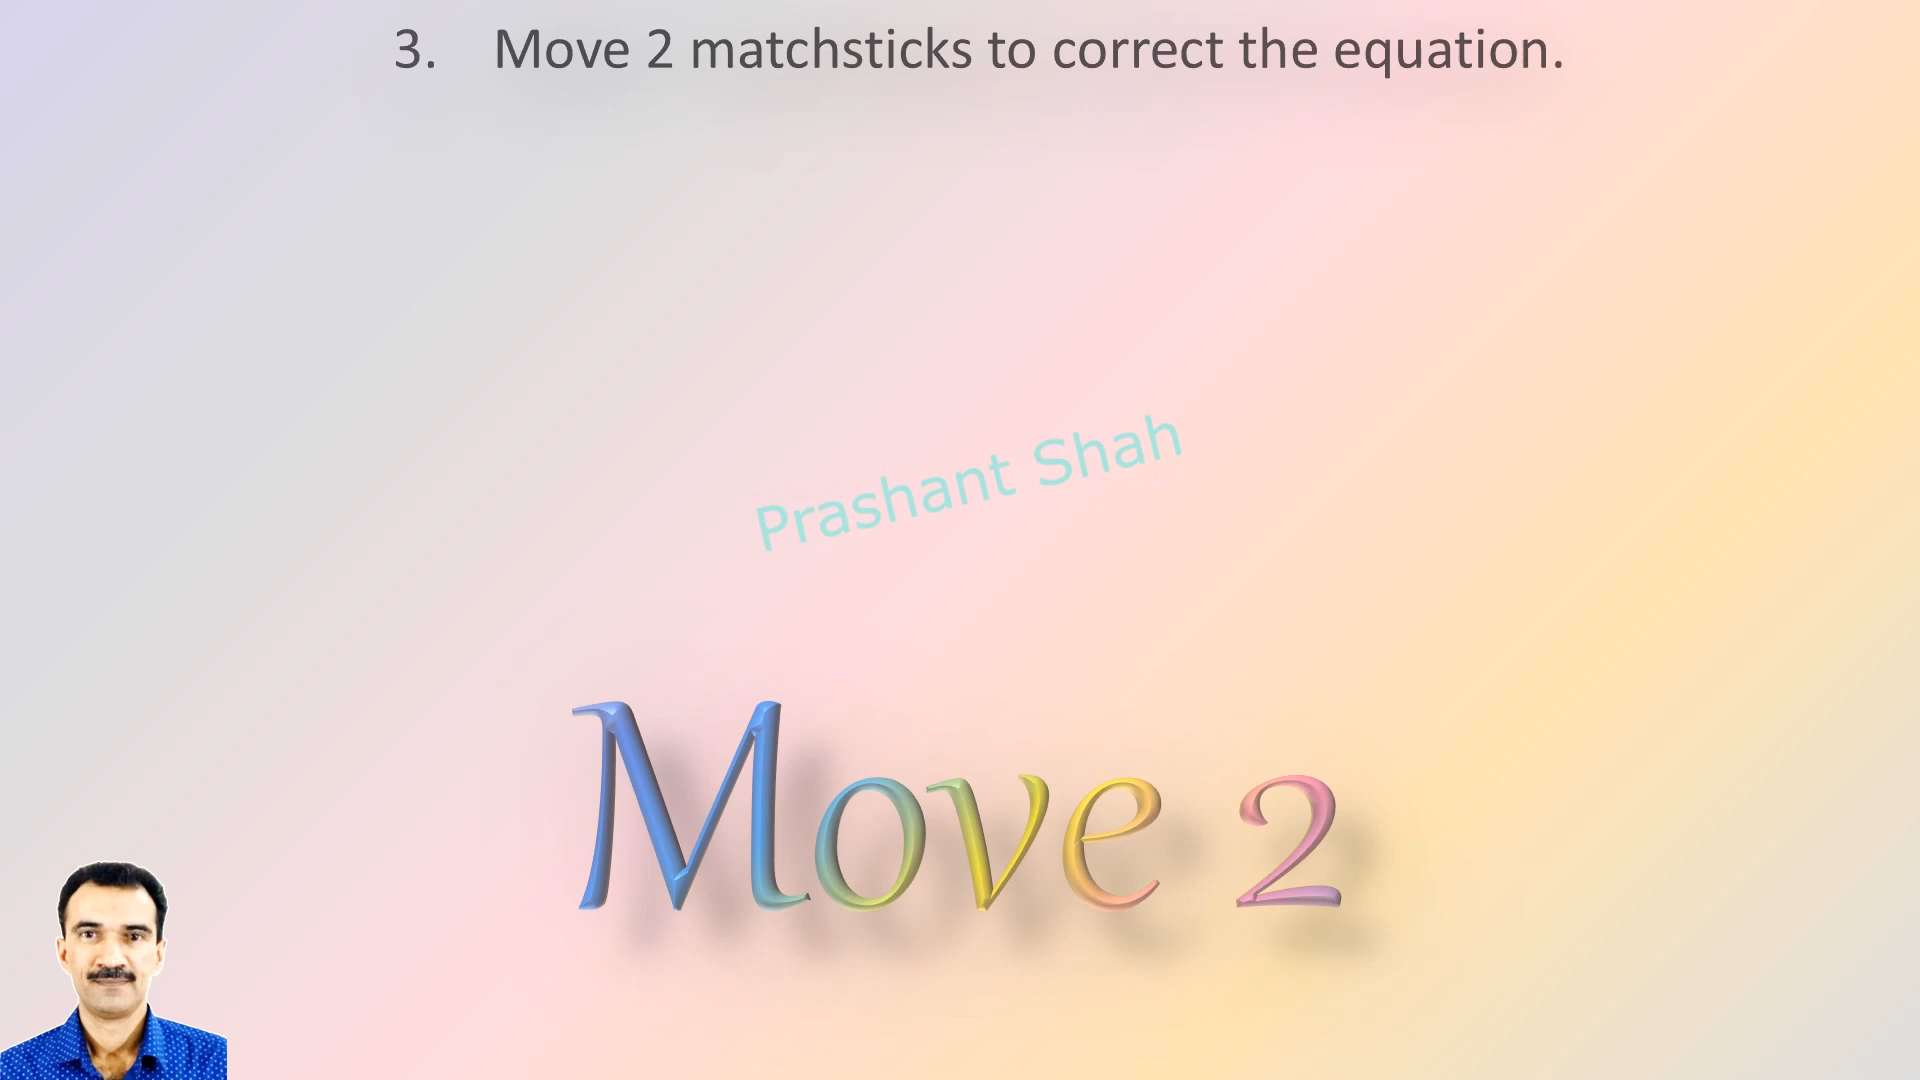 3. Move 2 matchsticks to correct the equation.
Prashant Shah
Move 2